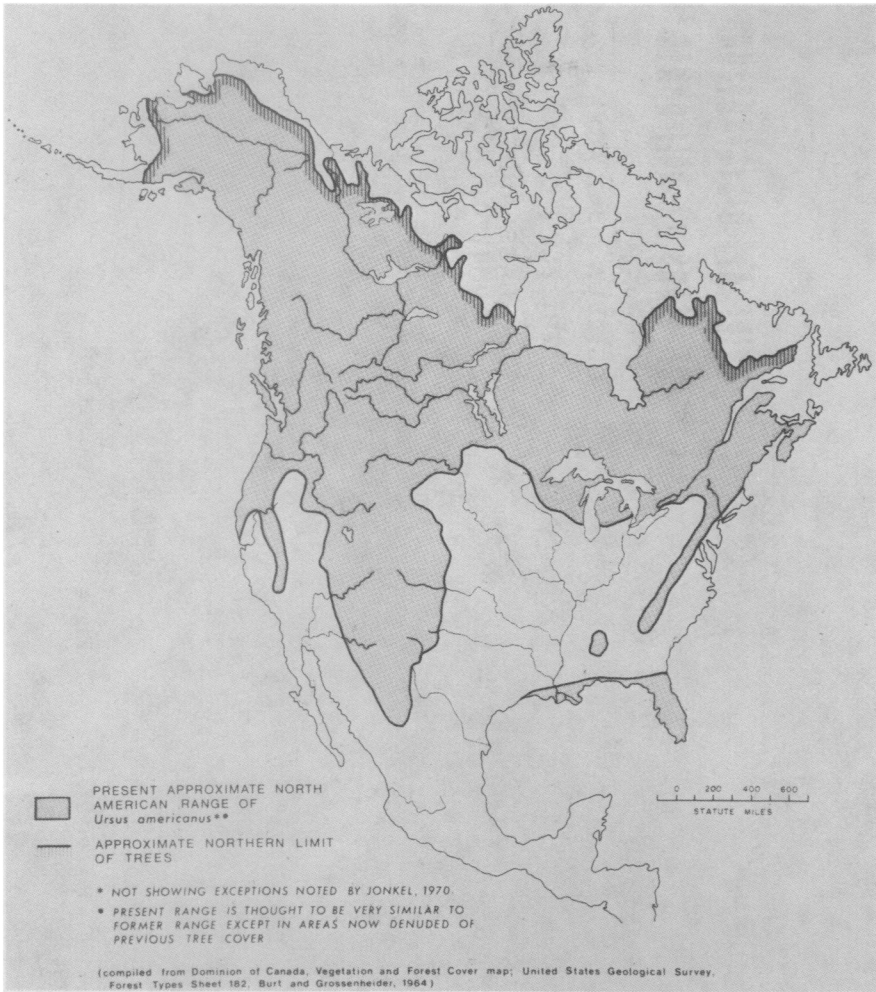 PRESENT APPROXIMATE NORTH
AMERICAN RANGE OF
Ursus americanus**
APPROXIMATE NORTHERN LIMIT
OF TREES
* NOT SHOWING EXCEPTIONS NOTED BY JONKEL, 1970
* PRESENT RANGE IS THOUGHT TO BE VERY SIMILAR TO
FORMER RANGE EXCEPT IN AREAS NOW DENUDED OF
PREVIOUS TREE COVER
(compiled from Dominion of Canada, Vegetation and Forest Cover map; United States Geological Survey,
Forest Types Sheet 182, Burt and Grossenheider, 1964)
0 200 400 600
STATUTE MILES